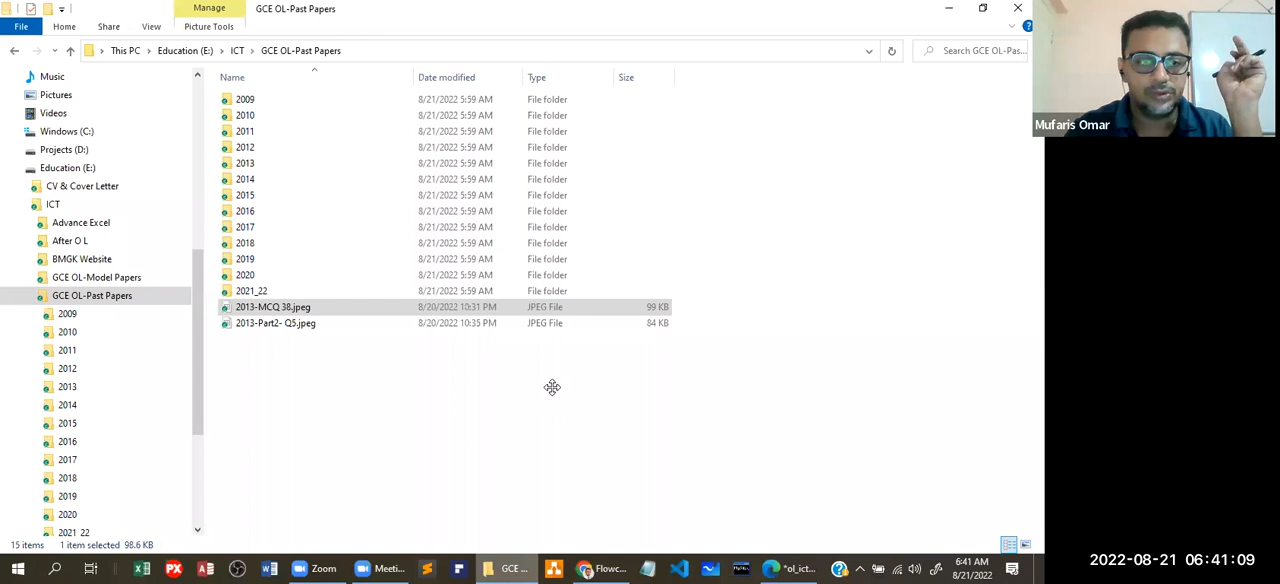 Manage
GCE OL-Past Papers
File
Home
Share
View
Picture Tools
This PC
Education (E:)
ICT
GCE OL-Past Papers
Search GCE OL-Pas...
Music
Pictures
Videos
Windows (C:)
Projects (D:)
Education (E:)
CV & Cover Letter
ICT
Advance Excel
After O L
BMGK Website
GCE OL-Model Papers
GCE OL-Past Papers
2009
2010
2011
2012
2013
2014
2015
2016
2017
2018
2019
2020
2021_22
Name Date modified Type Size
2009 8/21/2022 5:59 AM File folder
2010 8/21/2022 5:59 AM File folder
2011 8/21/2022 5:59 AM File folder
2012 8/21/2022 5:59 AM File folder
2013 8/21/2022 5:59 AM File folder
2014 8/21/2022 5:59 AM File folder
2015 8/21/2022 5:59 AM File folder
2016 8/21/2022 5:59 AM File folder
2017 8/21/2022 5:59 AM File folder
2018 8/21/2022 5:59 AM File folder
2019 8/21/2022 5:59 AM File folder
2020 8/21/2022 5:59 AM File folder
2021_22 8/21/2022 5:59 AM File folder
2013-MCQ 38.jpeg 8/20/2022 10:31 PM JPEG File 99 KB
2013-Part2- Q5.jpeg 8/20/2022 10:35 PM JPEG File 84 KB
15 items 1 item selected 98.6 KB
Mufaris Omar
Zoom
Meeti...
GCE ...
Flowc...
*ol_ict...
6:41 AM
8/21/2022
2022-08-21 06:41:09